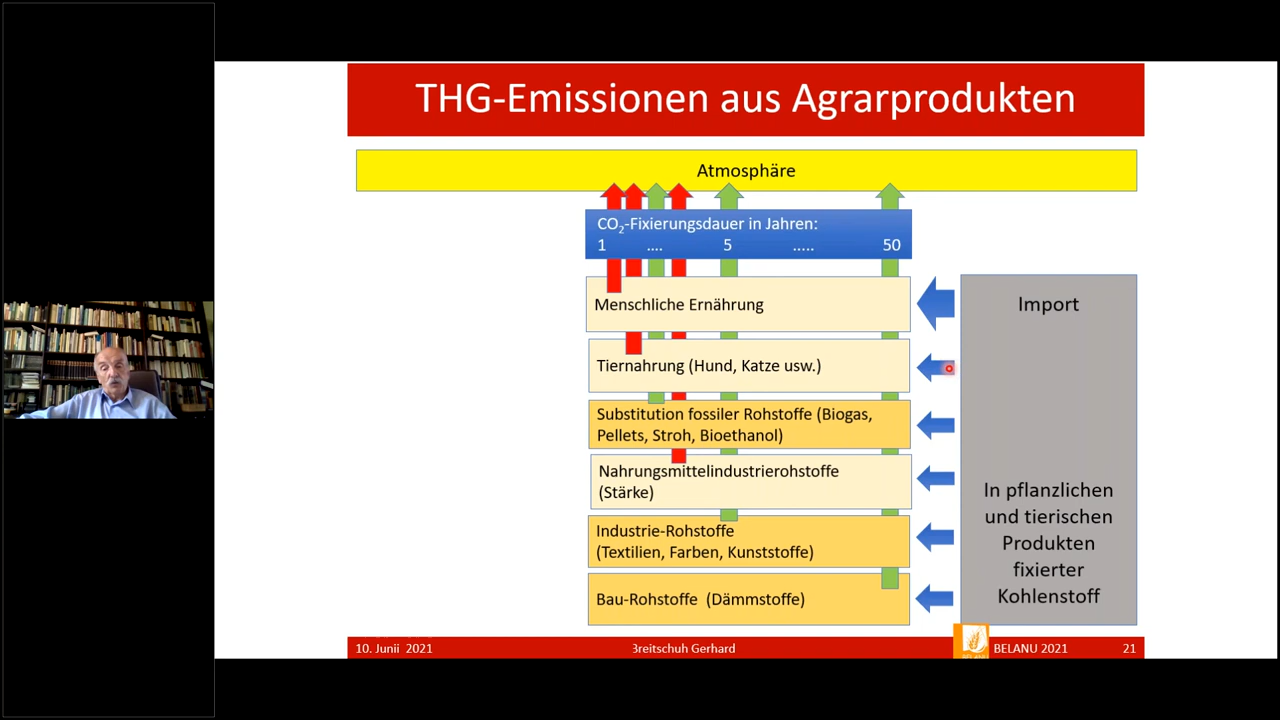 THG-Emissionen aus Agrarprodukten
Atmosphäre
CO₂-Fixierungsdauer in Jahren:
1 .... 5 ..... 50
Menschliche Ernährung
Tiernahrung (Hund, Katze usw.)
Substitution fossiler Rohstoffe (Biogas,
Pellets, Stroh, Bioethanol)
Nahrungsmittelindustrierohstoffe
(Stärke)
Industrie-Rohstoffe
(Textilien, Farben, Kunststoffe)
Bau-Rohstoffe (Dämmstoffe)
Import
In pflanzlichen
und tierischen
Produkten
fixierter
Kohlenstoff
10. Junii 2021
Breitschuh Gerhard
BELANU 2021
21